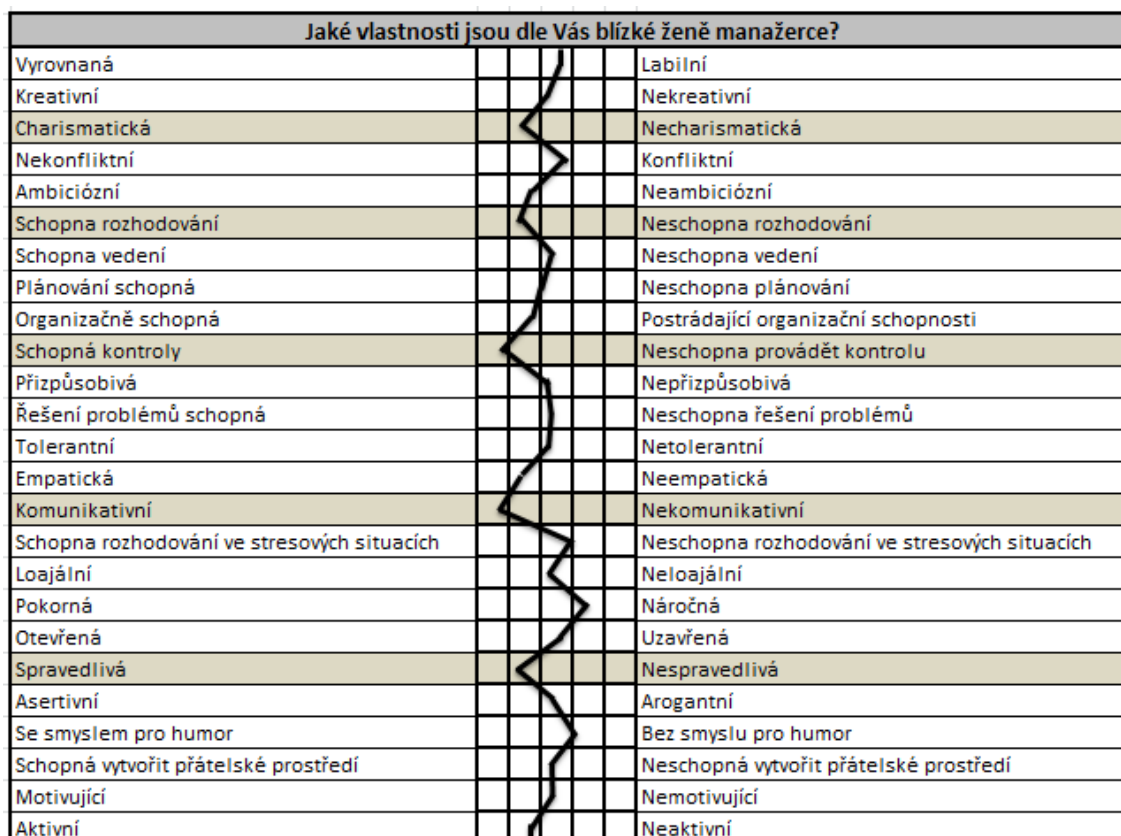 Jaké vlastnosti jsou dle Vás blízké ženě manažerce?
Vyrovnaná Labilní
Kreativní Nekreativní
Charismatická Necharismatická
Nekonfliktní Konfliktní
Ambiciózní Neambiciózní
Schopna rozhodování Neschopna rozhodování
Schopna vedení Neschopna vedení
Plánování schopná Neschopna plánování
Organizačně schopná Postrádající organizační schopnosti
Schopná kontroly Neschopna provádět kontrolu
Přizpůsobivá Nepřizpůsobivá
Řešení problémů schopná Neschopna řešení problémů
Tolerantní Netolerantní
Empatická Neempatická
Komunikativní Nekomunikativní
Schopna rozhodování ve stresových situacích Neschopna rozhodování ve stresových situacích
Loajální Neloajální
Pokorná Náročná
Otevřená Uzavřená
Spravedlivá Nespravedlivá
Asertivní Arogantní
Se smyslem pro humor Bez smyslu pro humor
Schopná vytvořit přátelské prostředí Neschopná vytvořit přátelské prostředí
Motivující Nemotivující
Aktivní Neaktivní